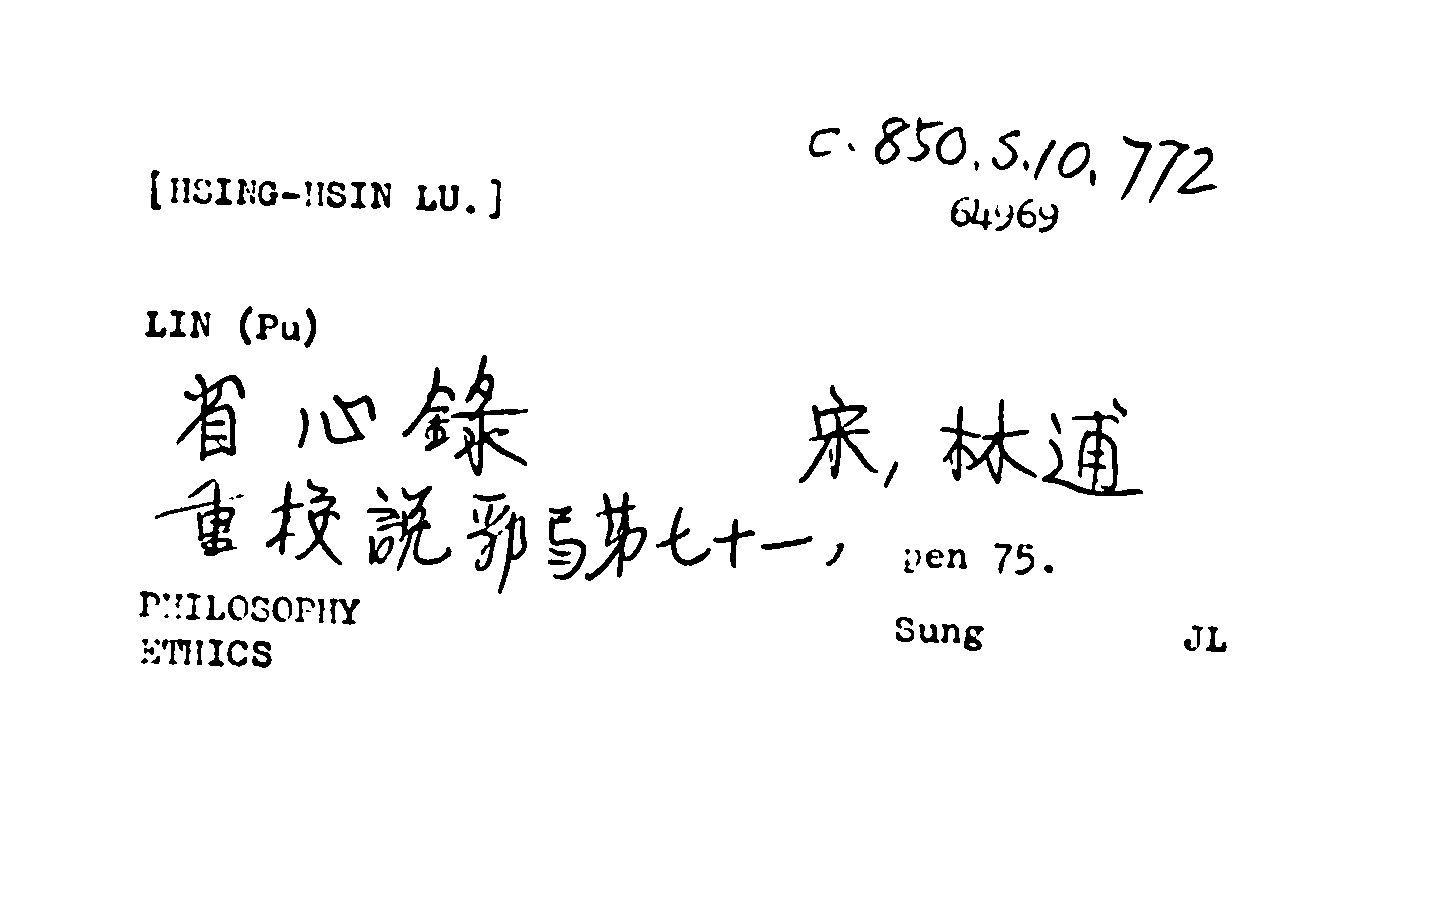 c. 850.S.10.772
[HSING-HSIN LU.]
64969
LIN (Pu)
省心錄 宋, 林逋
重校說郛弓第七十一, pen 75.
PHILOSOPHY
Sung JL
ETHICS